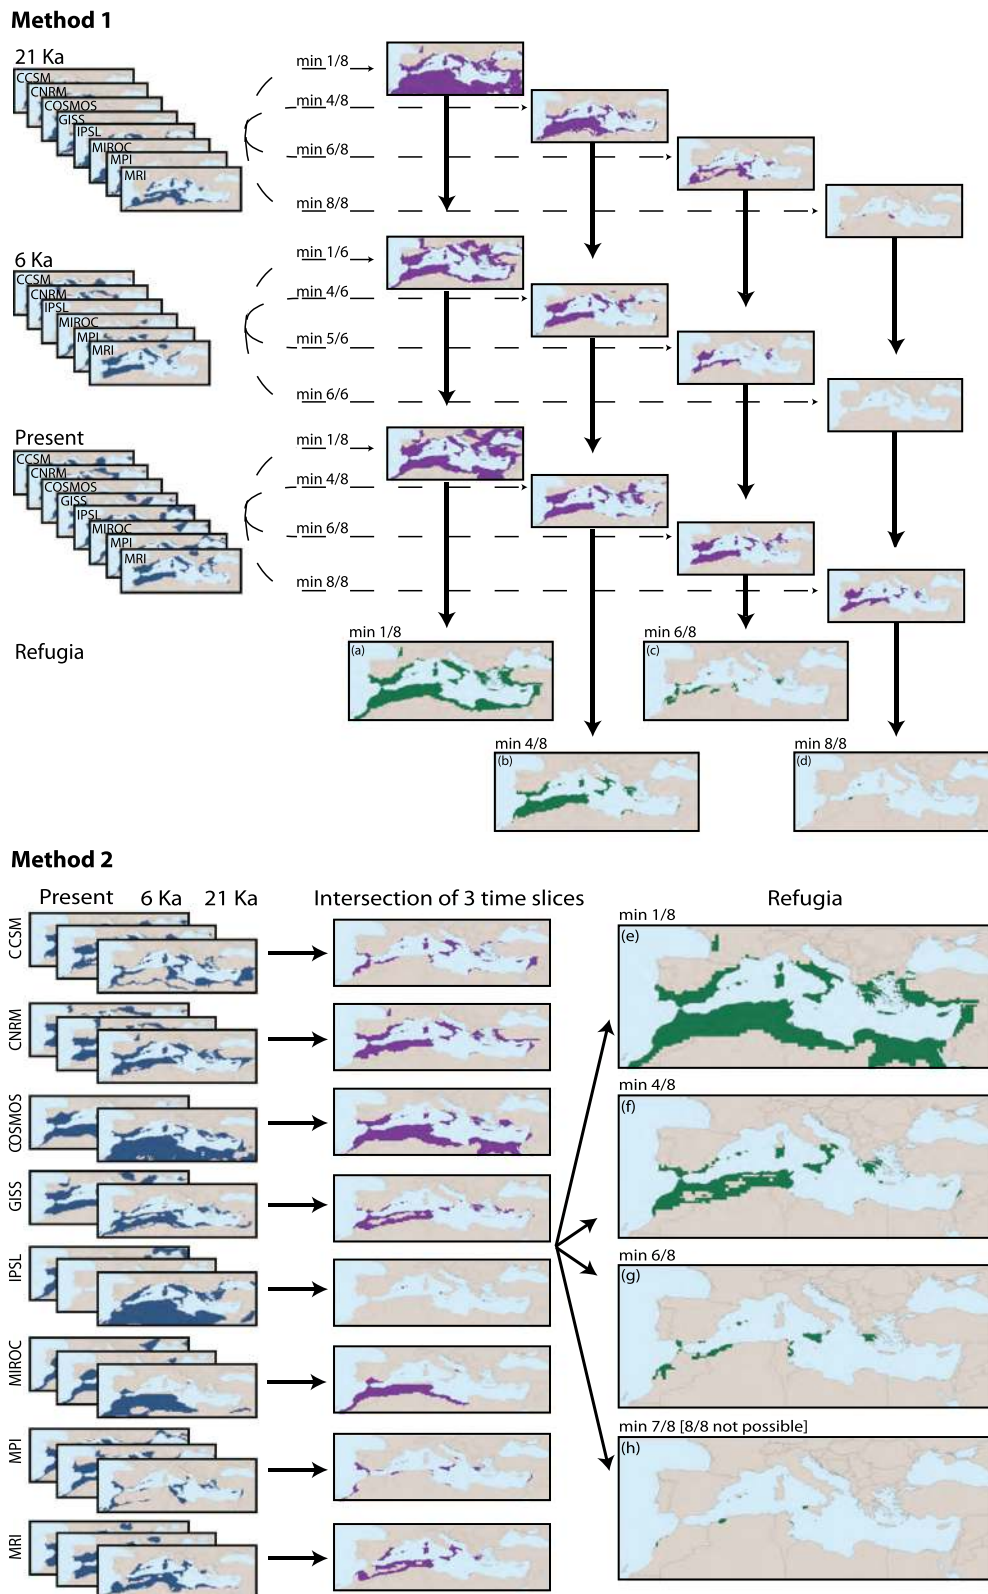 Method 1
21 Ka
CCSM
CNRM
COSMOS
GISS
IPSL
MIROC
MPI
MRI
min 1/8
min 4/8
min 6/8
min 8/8
6 Ka
CCSM
CNRM
IPSL
MIROC
MPI
MRI
min 1/6
min 4/6
min 5/6
min 6/6
Present
CCSM
CNRM
COSMOS
GISS
IPSL
MIROC
MPI
MRI
min 1/8
min 4/8
min 6/8
min 8/8
Refugia
min 1/8
(a)
min 6/8
(c)
min 4/8
(b)
min 8/8
(d)
Method 2
Present 6 Ka 21 Ka Intersection of 3 time slices Refugia
CCSM
CNRM
COSMOS
GISS
IPSL
MIROC
MPI
MRI
min 1/8
(e)
min 4/8
(f)
min 6/8
(g)
min 7/8 [8/8 not possible]
(h)